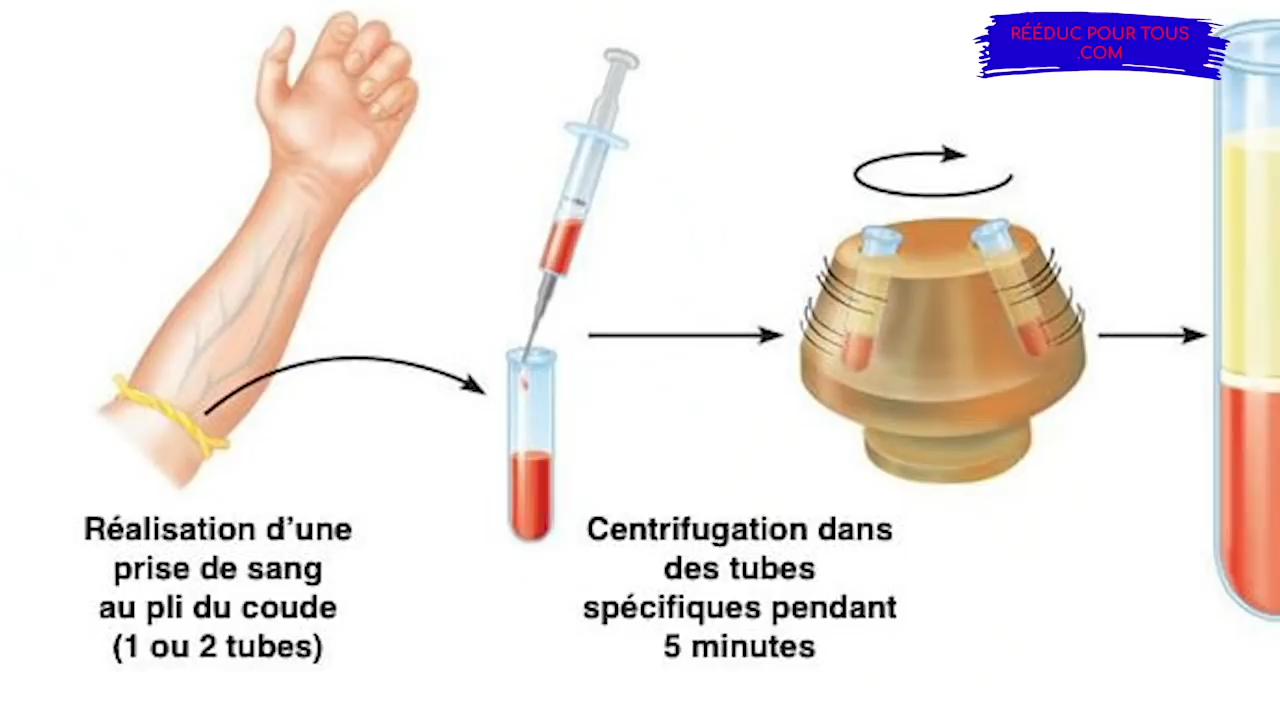 RÉÉDUC POUR TOUS
.COM
Réalisation d’une
prise de sang
au pli du coude
(1 ou 2 tubes)
Centrifugation dans
des tubes
spécifiques pendant
5 minutes